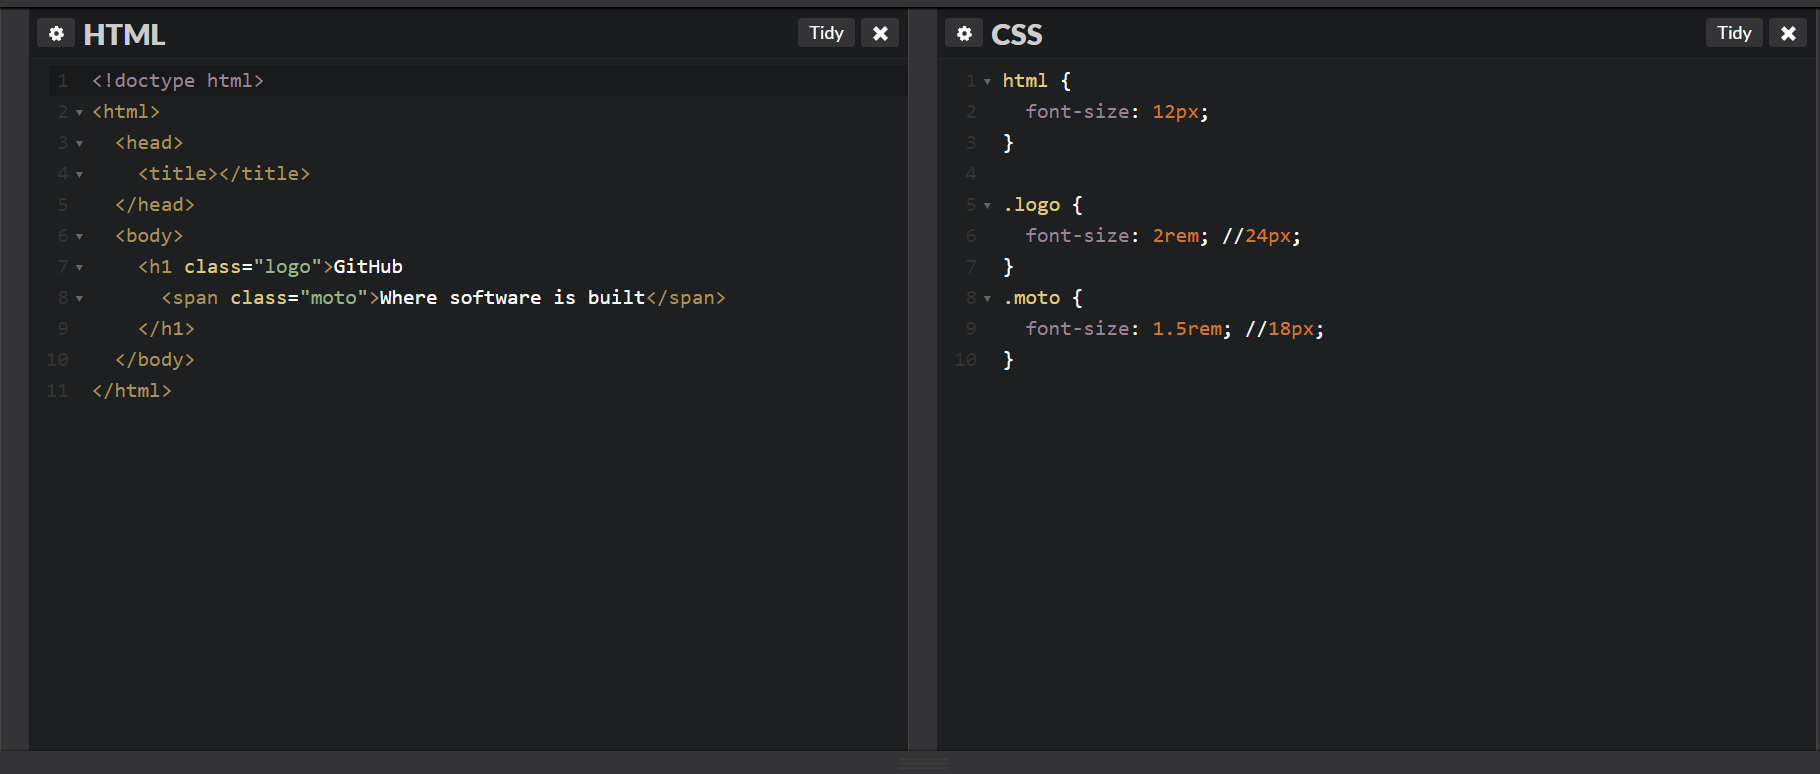 HTML Tidy
1 <!doctype html>
2 <html>
3 <head>
4 <title></title>
5 </head>
6 <body>
7 <h1 class="logo">GitHub
8 <span class="moto">Where software is built</span>
9 </h1>
10 </body>
11 </html>
CSS Tidy
1 html {
2 font-size: 12px;
3 }
4
5 .logo {
6 font-size: 2rem; //24px;
7 }
8 .moto {
9 font-size: 1.5rem; //18px;
10 }